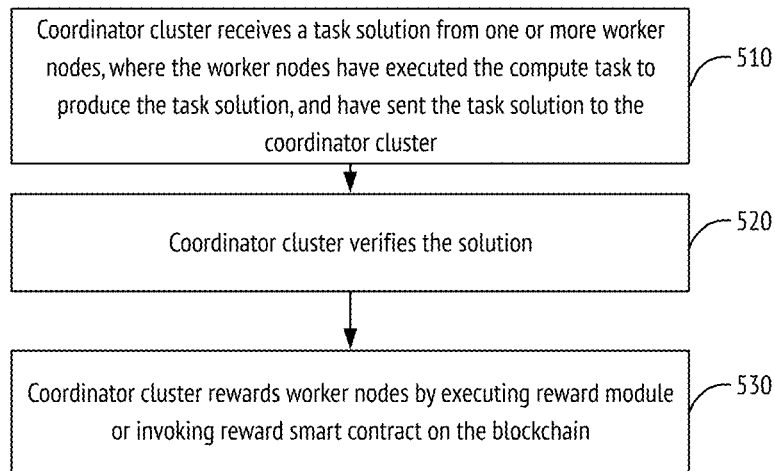 Coordinator cluster receives a task solution from one or more worker
nodes, where the worker nodes have executed the compute task to
produce the task solution, and have sent the task solution to the
coordinator cluster
510
Coordinator cluster verifies the solution
520
Coordinator cluster rewards worker nodes by executing reward module
or invoking reward smart contract on the blockchain
530